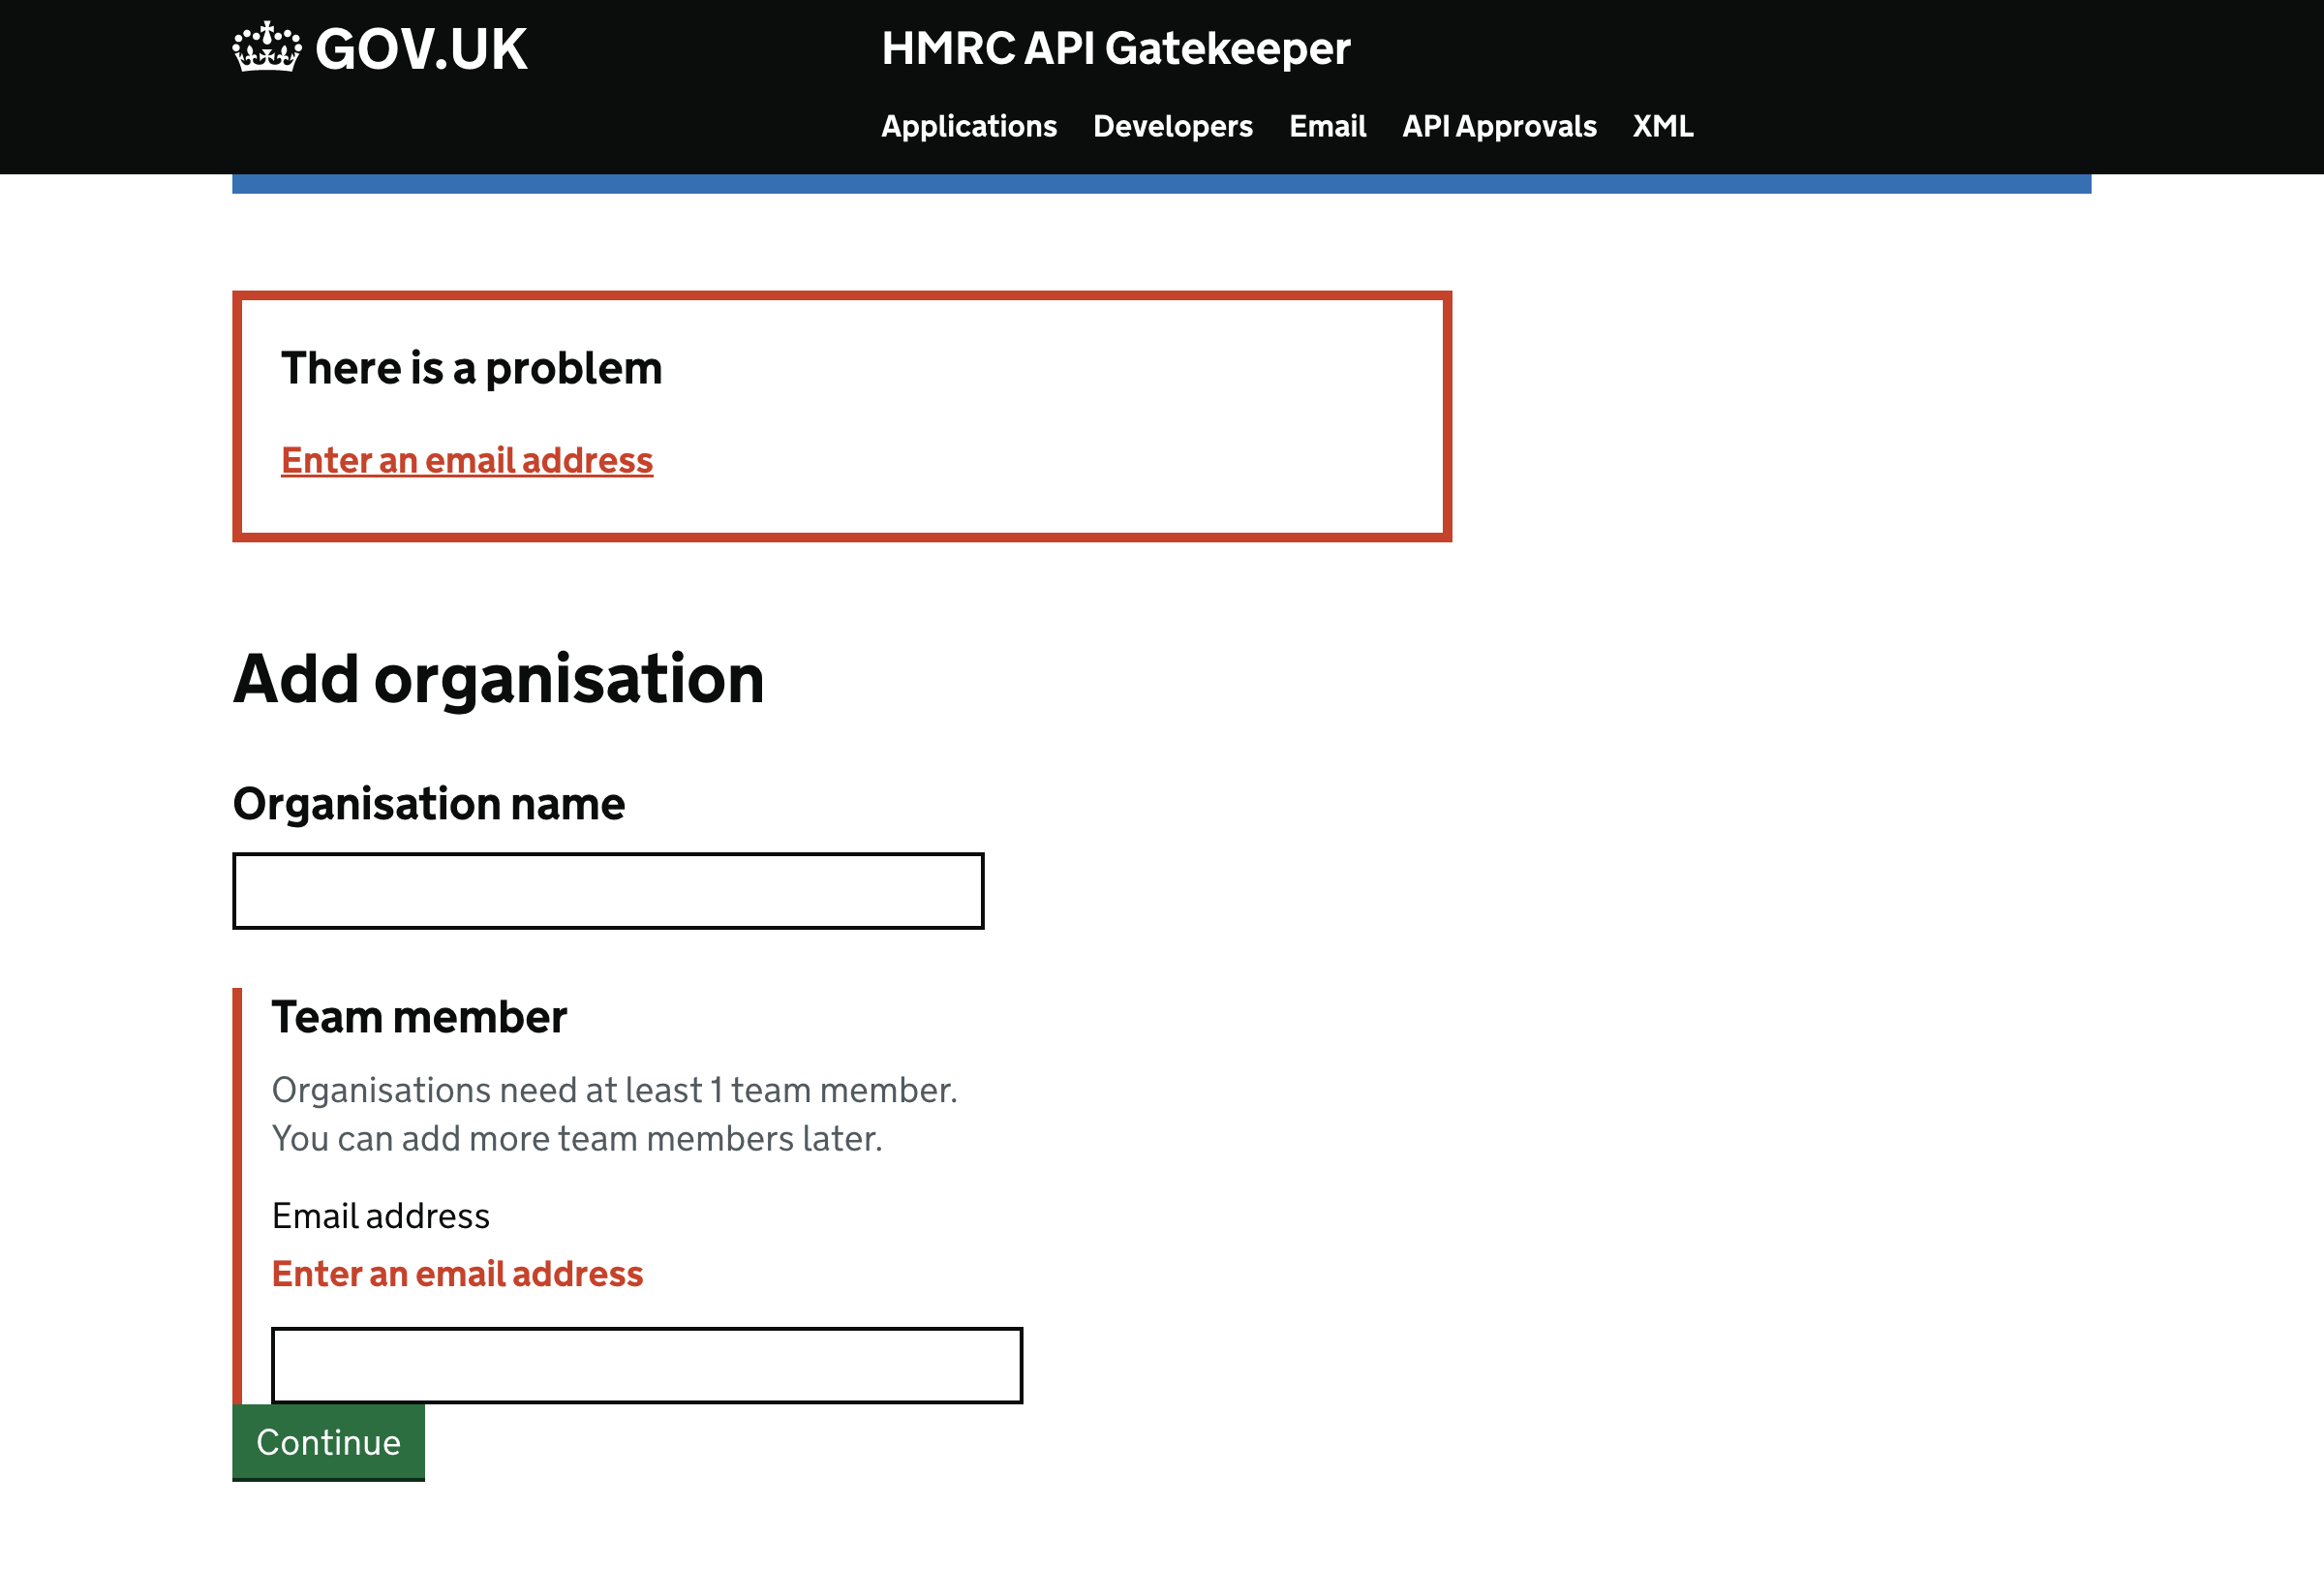 GOV.UK
HMRC API Gatekeeper
Applications Developers Email API Approvals XML
There is a problem
Enter an email address
Add organisation
Organisation name
Team member
Organisations need at least 1 team member.
You can add more team members later.
Email address
Enter an email address
Continue